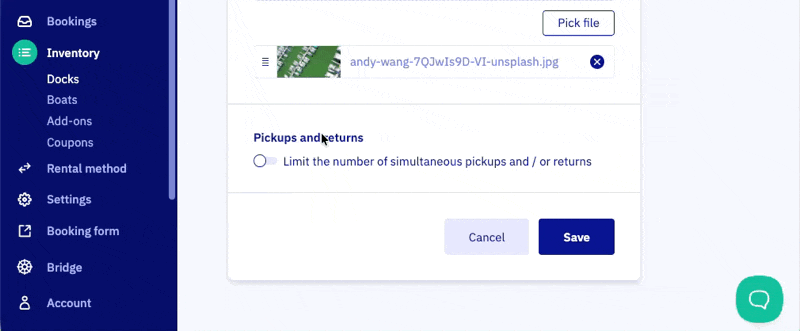 Bookings
Inventory
Docks
Boats
Add-ons
Coupons
Rental method
Settings
Booking form
Bridge
Account
Pick file
andy-wang-7QJwIs9D-VI-unsplash.jpg
Pickups and returns
Limit the number of simultaneous pickups and / or returns
Cancel
Save